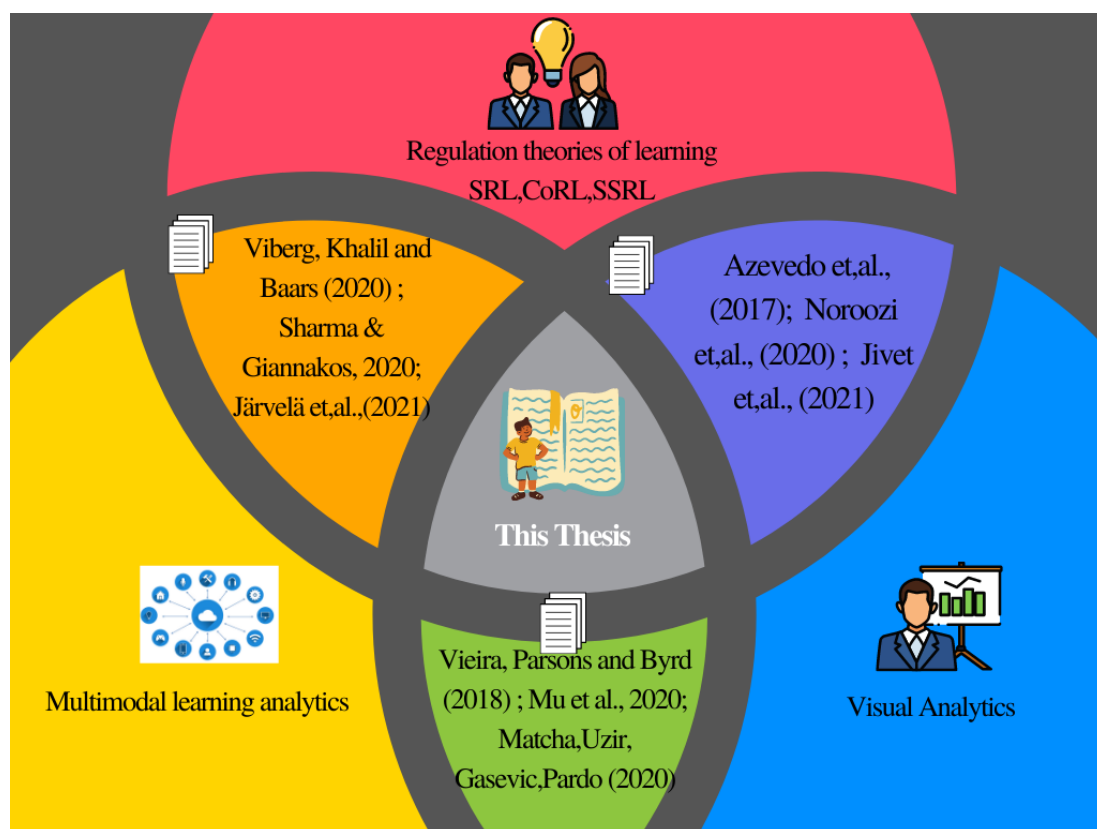 Regulation theories of learning
SRL,CoRL,SSRL
Viberg, Khalil and
Baars (2020) ;
Sharma &
Giannakos, 2020;
Järvelä et,al.,(2021)
Azevedo et,al.,
(2017); Noroozi
et,al., (2020) ; Jivet
et,al., (2021)
This Thesis
Multimodal learning analytics
Vieira, Parsons and Byrd
(2018) ; Mu et al., 2020;
Matcha,Uzir,
Gasevic,Pardo (2020)
Visual Analytics